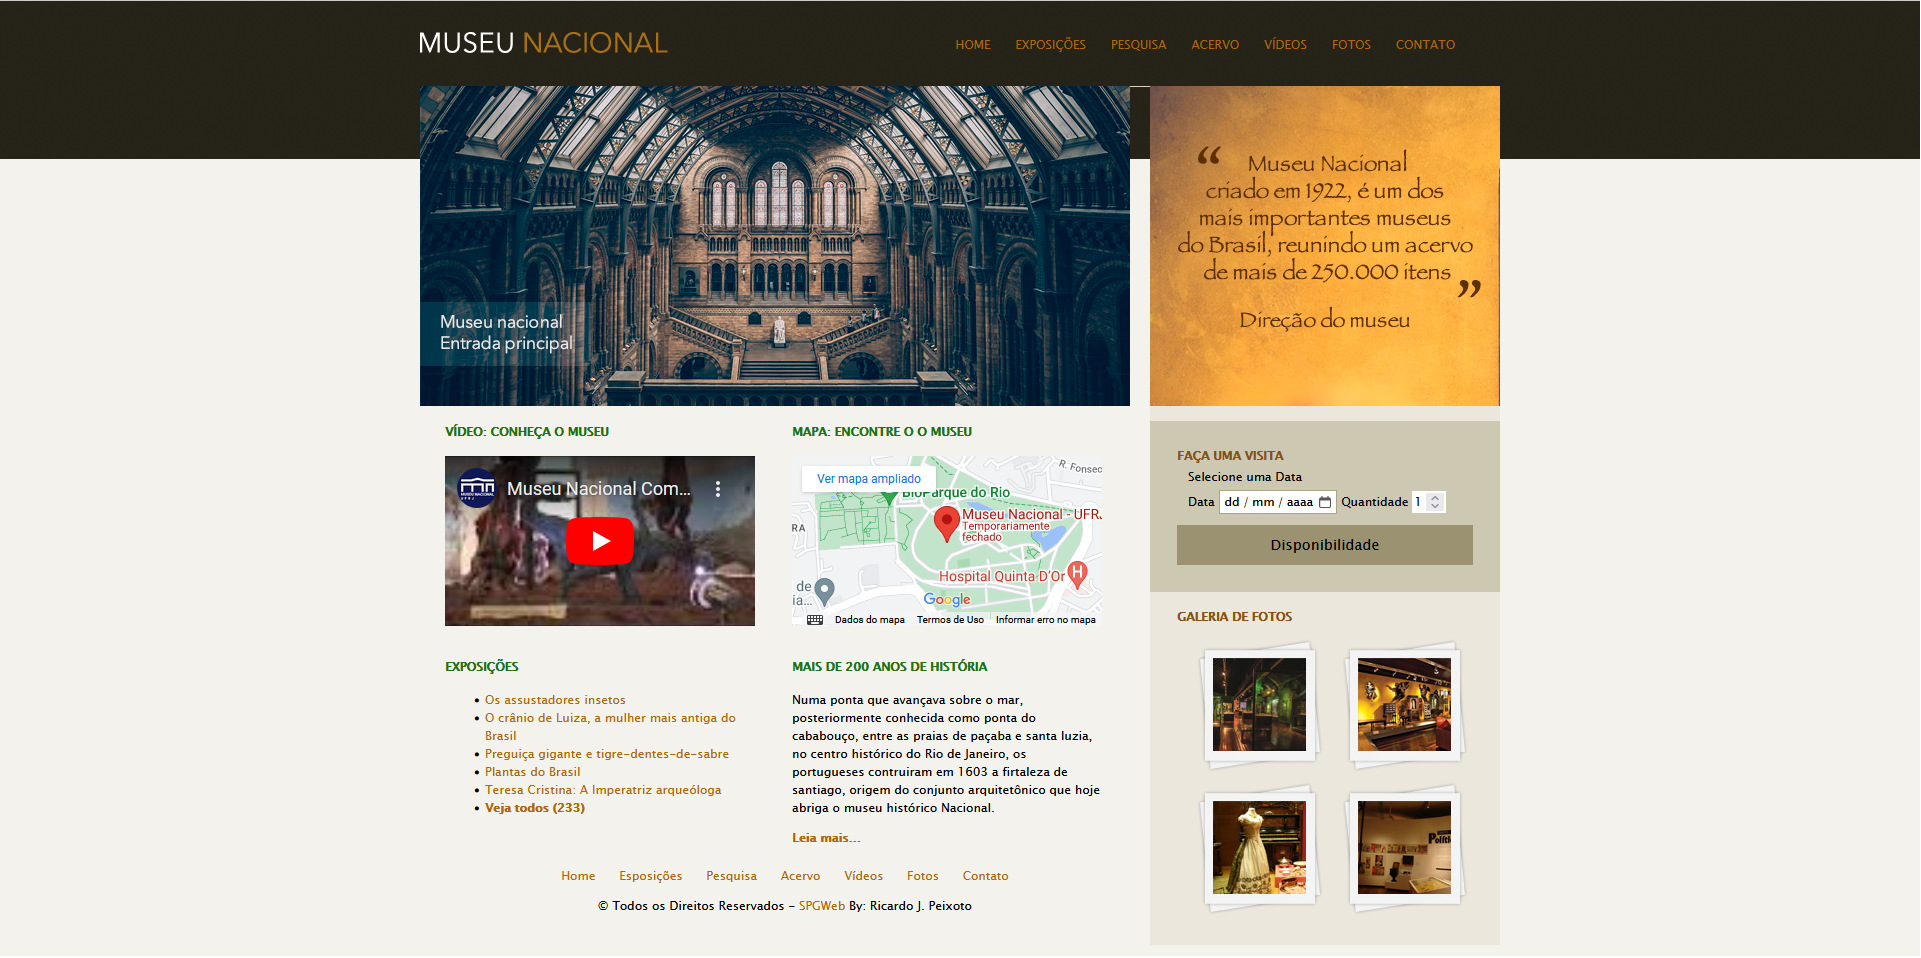 MUSEU NACIONAL
HOME EXPOSIÇÕES PESQUISA ACERVO VÍDEOS FOTOS CONTATO
Museu nacional
Entrada principal
“ Museu Nacional
criado em 1922, é um dos
mais importantes museus
do Brasil, reunindo um acervo
de mais de 250.000 itens ”
Direção do museu
VÍDEO: CONHEÇA O MUSEU
MUSEU NACIONAL
UFRJ
Museu Nacional Com...
MAPA: ENCONTRE O O MUSEU
Ver mapa ampliado
R. Fonsec
BioParque do Rio
RA
Museu Nacional - UFRJ
Temporariamente
fechado
Hospital Quinta D'Or
H
de
ia...
Google
Dados do mapa Termos de Uso Informar erro no mapa
FAÇA UMA VISITA
Selecione uma Data
Data dd / mm / aaaa Quantidade 1
Disponibilidade
EXPOSIÇÕES
• Os assustadores insetos
• O crânio de Luiza, a mulher mais antiga do
Brasil
• Preguiça gigante e tigre-dentes-de-sabre
• Plantas do Brasil
• Teresa Cristina: A Imperatriz arqueóloga
• Veja todos (233)
MAIS DE 200 ANOS DE HISTÓRIA
Numa ponta que avançava sobre o mar,
posteriormente conhecida como ponta do
cababouço, entre as praias de paçaba e santa luzia,
no centro histórico do Rio de Janeiro, os
portugueses contruiram em 1603 a firtaleza de
santiago, origem do conjunto arquitetônico que hoje
abriga o museu histórico Nacional.
Leia mais...
GALERIA DE FOTOS
Polític
Home Esposições Pesquisa Acervo Vídeos Fotos Contato
© Todos os Direitos Reservados - SPGWeb By: Ricardo J. Peixoto